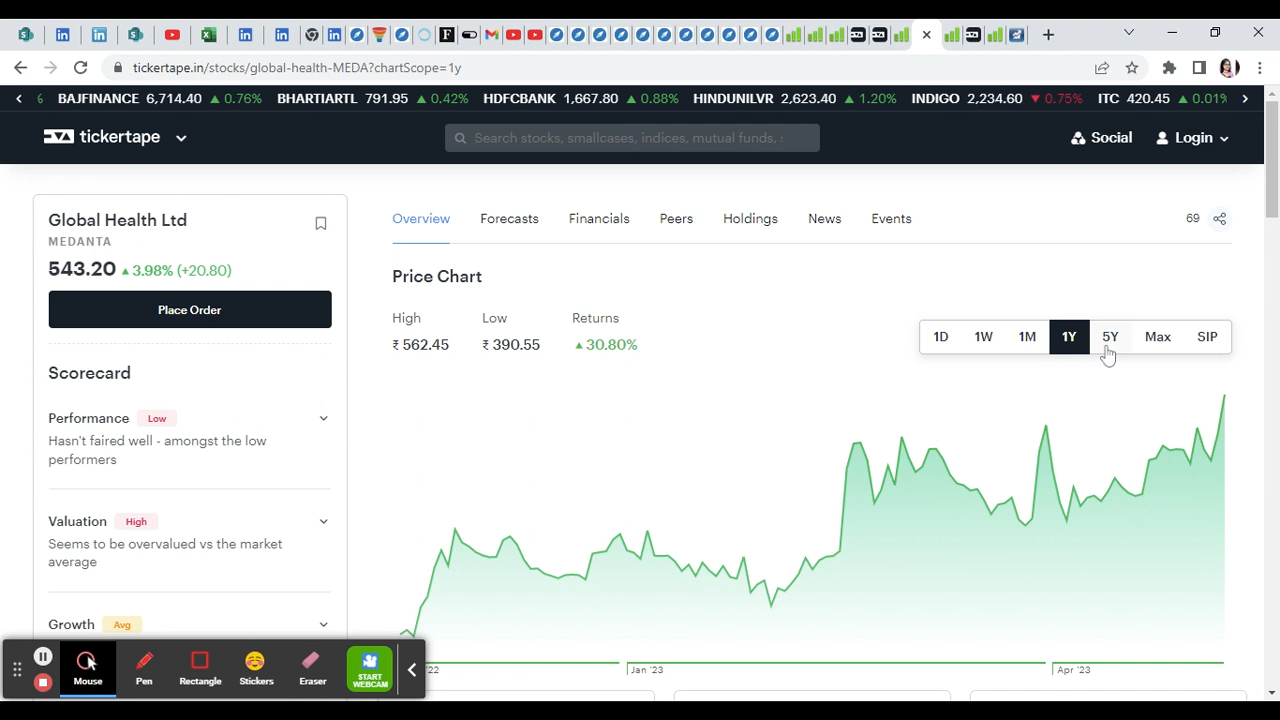 tickertape.in/stocks/global-health-MEDA?chartScope=1y
% BAJFINANCE 6,714.40 ▲ 0.76% BHARTIARTL 791.95 ▲ 0.42% HDFCBANK 1,667.80 ▲ 0.88% HINDUNILVR 2,623.40 ▲ 1.20% INDIGO 2,234.60 ▼ 0.75% ITC 420.45 ▲ 0.01%
tickertape
Search stocks, smallcases, indices, mutual funds,
Social
Login
Global Health Ltd
MEDANTA
543.20 ▲ 3.98% (+20.80)
Place Order
Scorecard
Performance Low
Hasn't faired well - amongst the low
performers
Valuation High
Seems to be overvalued vs the market
average
Growth Avg
Overview Forecasts Financials Peers Holdings News Events
69
Price Chart
High Low Returns
₹ 562.45 ₹ 390.55 ▲ 30.80%
1D 1W 1M 1Y 5Y Max SIP
'22 Jan '23 Apr '23
Mouse Pen Rectangle Stickers Eraser
START
WEBCAM